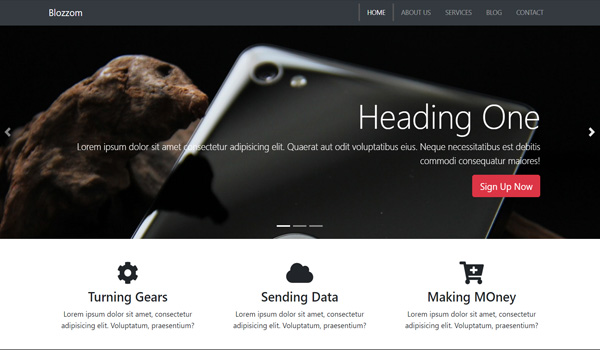 Blozzom
HOME ABOUT US SERVICES BLOG CONTACT
Heading One
Lorem ipsum dolor sit amet consectetur adipisicing elit. Quaerat aut odit voluptatibus eius. Neque necessitatibus est debitis
commodi consequatur maiores!
Sign Up Now
Turning Gears
Lorem ipsum dolor sit amet, consectetur
adipisicing elit. Voluptatum, praesentium?
Sending Data
Lorem ipsum dolor sit amet, consectetur
adipisicing elit. Voluptatum, praesentium?
Making MOney
Lorem ipsum dolor sit amet, consectetur
adipisicing elit. Voluptatum, praesentium?